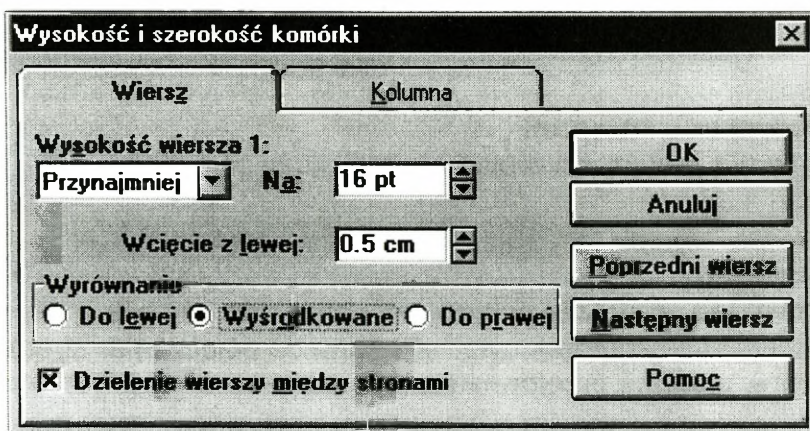 Wysokość i szerokość komórki
Wiersz Kolumna
Wysokość wiersza 1:
Przynajmniej Na: 16 pt
Wcięcie z lewej: 0.5 cm
Wyrównanie
Do lewej Wyśrodkowane Do prawej
Dzielenie wierszy między stronami
OK
Anuluj
Poprzedni wiersz
Następny wiersz
Pomoc